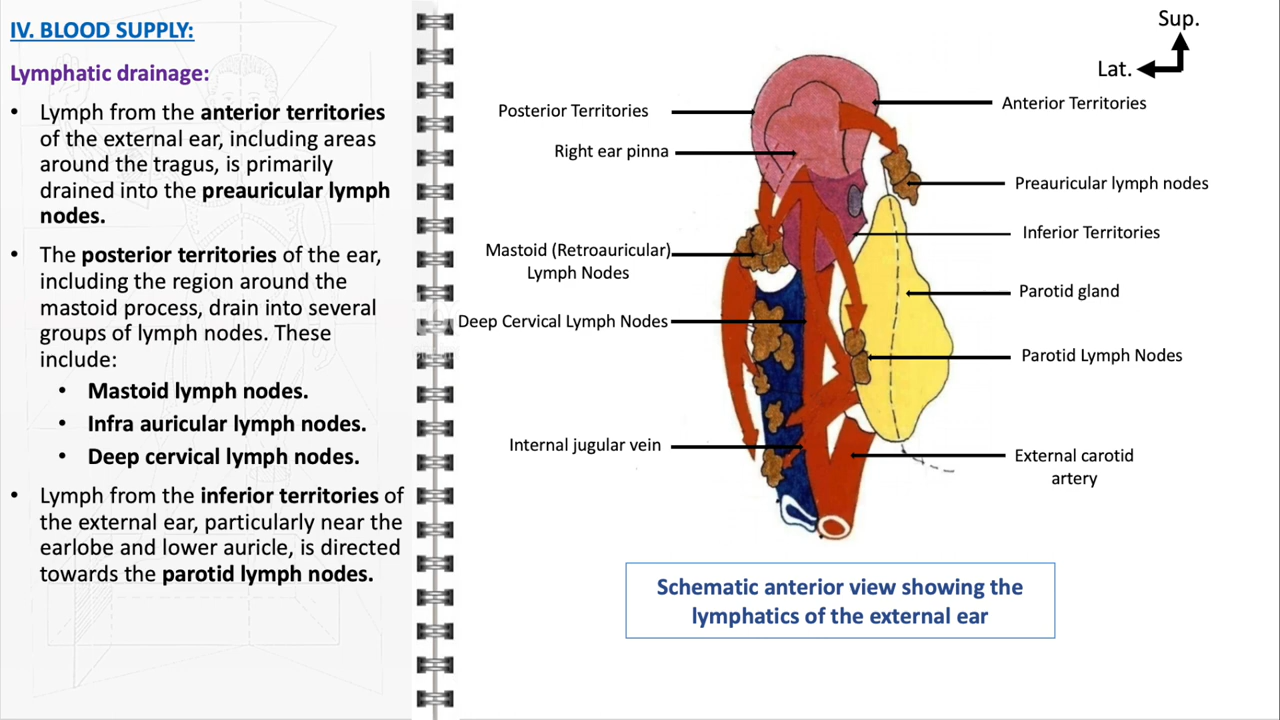 IV. BLOOD SUPPLY:
Lymphatic drainage:
• Lymph from the anterior territories
of the external ear, including areas
around the tragus, is primarily
drained into the preauricular lymph
nodes.
• The posterior territories of the ear,
including the region around the
mastoid process, drain into several
groups of lymph nodes. These
include:
• Mastoid lymph nodes.
• Infra auricular lymph nodes.
• Deep cervical lymph nodes.
• Lymph from the inferior territories of
the external ear, particularly near the
earlobe and lower auricle, is directed
towards the parotid lymph nodes.
Sup.
Lat.
Posterior Territories
Right ear pinna
Mastoid (Retroauricular)
Lymph Nodes
Deep Cervical Lymph Nodes
Internal jugular vein
Anterior Territories
Preauricular lymph nodes
Inferior Territories
Parotid gland
Parotid Lymph Nodes
External carotid
artery
Schematic anterior view showing the
lymphatics of the external ear